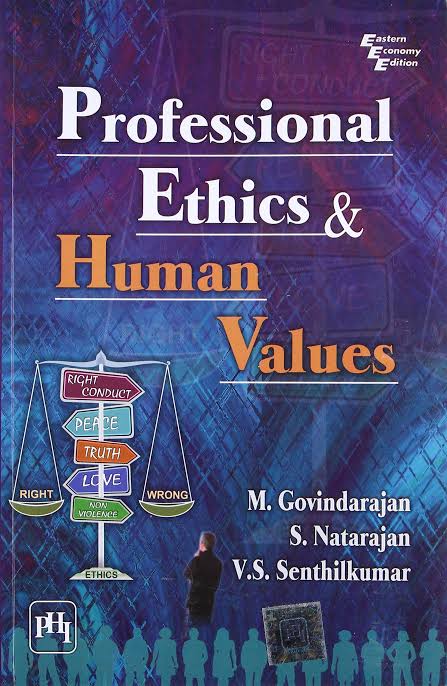 Eastern
Economy
Edition
Professional
Ethics &
Human
Values
RIGHT
CONDUCT
PEACE
TRUTH
LOVE
NON
VIOLENCE
RIGHT
WRONG
ETHICS
M. Govindarajan
S. Natarajan
V.S. Senthilkumar
PHI
PHI